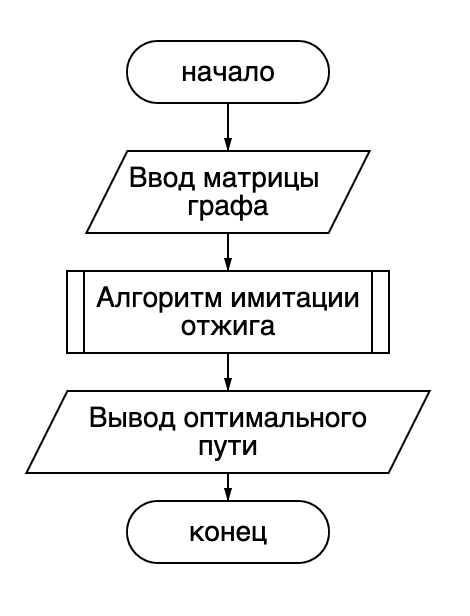 начало
Ввод матрицы
графа
Алгоритм имитации
отжига
Вывод оптимального
пути
конец